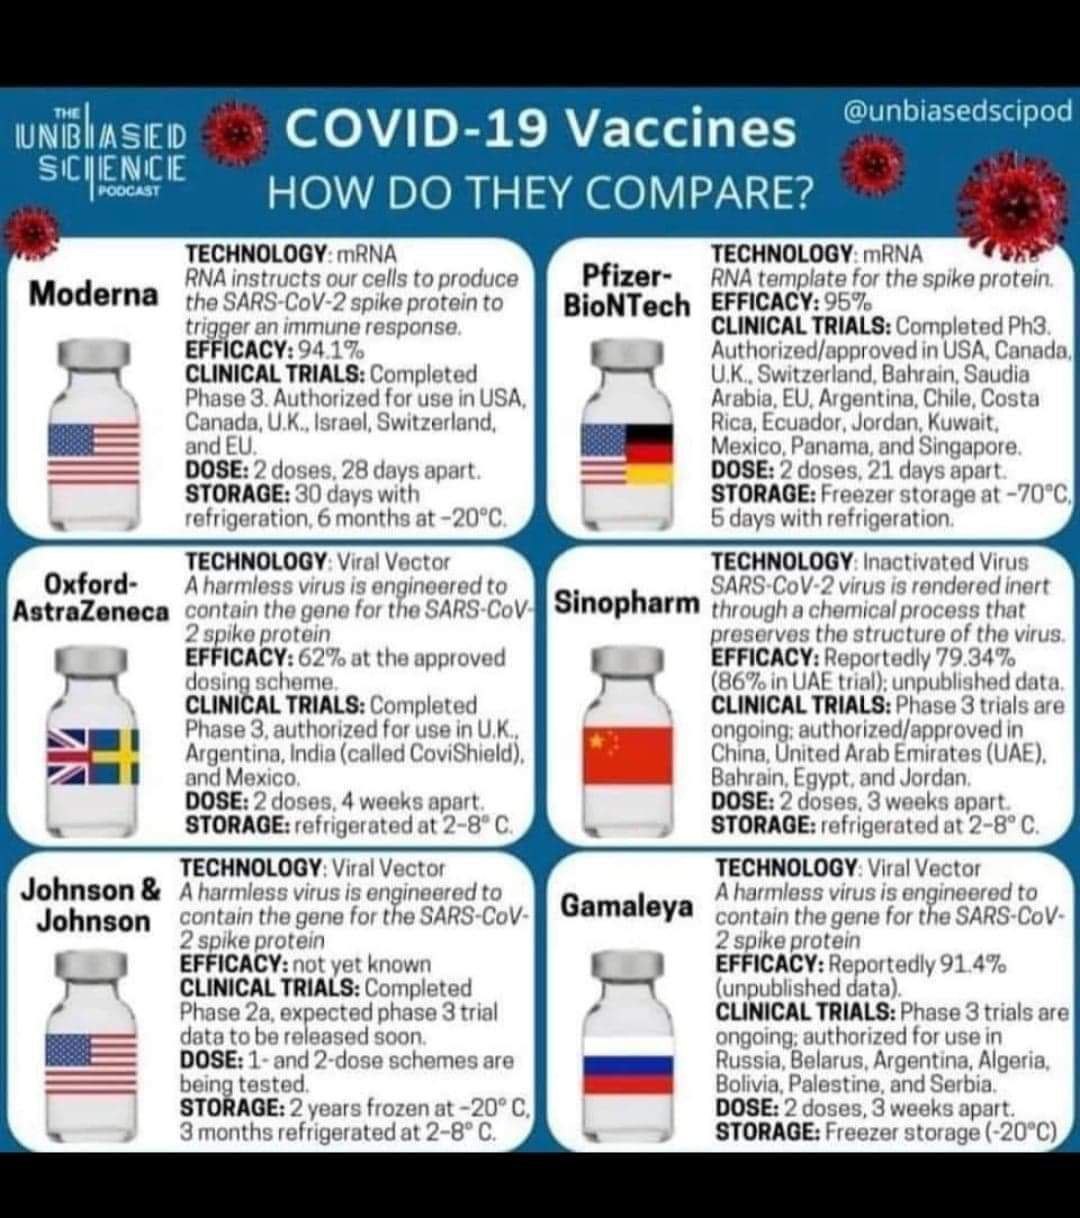 THE
UNBIASED
SCIENCE
PODCAST
COVID-19 Vaccines
HOW DO THEY COMPARE?
@unbiasedscipod
Moderna
TECHNOLOGY: mRNA
RNA instructs our cells to produce
the SARS-CoV-2 spike protein to
trigger an immune response.
EFFICACY: 94.1%
CLINICAL TRIALS: Completed
Phase 3. Authorized for use in USA,
Canada, U.K., Israel, Switzerland,
and EU.
DOSE: 2 doses, 28 days apart.
STORAGE: 30 days with
refrigeration, 6 months at -20°C.
Pfizer-
BioNTech
TECHNOLOGY: mRNA
RNA template for the spike protein.
EFFICACY: 95%
CLINICAL TRIALS: Completed Ph3.
Authorized/approved in USA, Canada,
U.K., Switzerland, Bahrain, Saudia
Arabia, EU, Argentina, Chile, Costa
Rica, Ecuador, Jordan, Kuwait,
Mexico, Panama, and Singapore.
DOSE: 2 doses, 21 days apart.
STORAGE: Freezer storage at -70°C,
5 days with refrigeration.
Oxford-
AstraZeneca
TECHNOLOGY: Viral Vector
A harmless virus is engineered to
contain the gene for the SARS-CoV-
2 spike protein
EFFICACY: 62% at the approved
dosing scheme.
CLINICAL TRIALS: Completed
Phase 3, authorized for use in U.K.,
Argentina, India (called CoviShield),
and Mexico.
DOSE: 2 doses, 4 weeks apart.
STORAGE: refrigerated at 2-8° C.
Sinopharm
TECHNOLOGY: Inactivated Virus
SARS-CoV-2 virus is rendered inert
through a chemical process that
preserves the structure of the virus.
EFFICACY: Reportedly 79.34%
(86% in UAE trial); unpublished data.
CLINICAL TRIALS: Phase 3 trials are
ongoing; authorized/approved in
China, United Arab Emirates (UAE),
Bahrain, Egypt, and Jordan.
DOSE: 2 doses, 3 weeks apart.
STORAGE: refrigerated at 2-8° C.
Johnson &
Johnson
TECHNOLOGY: Viral Vector
A harmless virus is engineered to
contain the gene for the SARS-CoV-
2 spike protein
EFFICACY: not yet known
CLINICAL TRIALS: Completed
Phase 2a, expected phase 3 trial
data to be released soon.
DOSE: 1- and 2-dose schemes are
being tested.
STORAGE: 2 years frozen at -20° C,
3 months refrigerated at 2-8° C.
Gamaleya
TECHNOLOGY: Viral Vector
A harmless virus is engineered to
contain the gene for the SARS-CoV-
2 spike protein
EFFICACY: Reportedly 91.4%
(unpublished data).
CLINICAL TRIALS: Phase 3 trials are
ongoing; authorized for use in
Russia, Belarus, Argentina, Algeria,
Bolivia, Palestine, and Serbia.
DOSE: 2 doses, 3 weeks apart.
STORAGE: Freezer storage (-20°C)